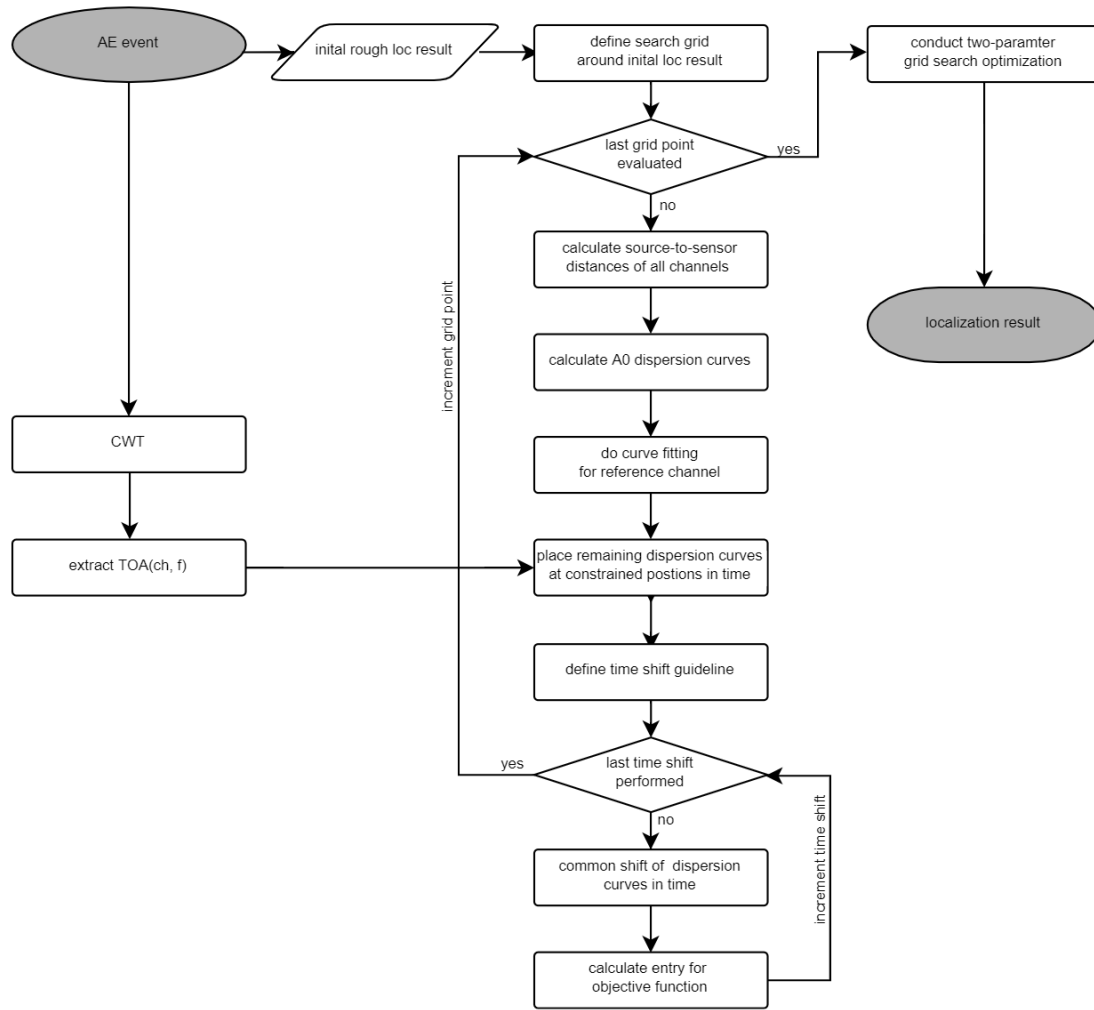 AE event
inital rough loc result
define search grid
around inital loc result
conduct two-paramter
grid search optimization
last grid point
evaluated
yes
no
calculate source-to-sensor
distances of all channels
localization result
increment grid point
calculate A0 dispersion curves
CWT
do curve fitting
for reference channel
extract TOA(ch, f)
place remaining dispersion curves
at constrained postions in time
define time shift guideline
last time shift
performed
yes
no
increment time shift
common shift of  dispersion
curves in time
calculate entry for
objective function